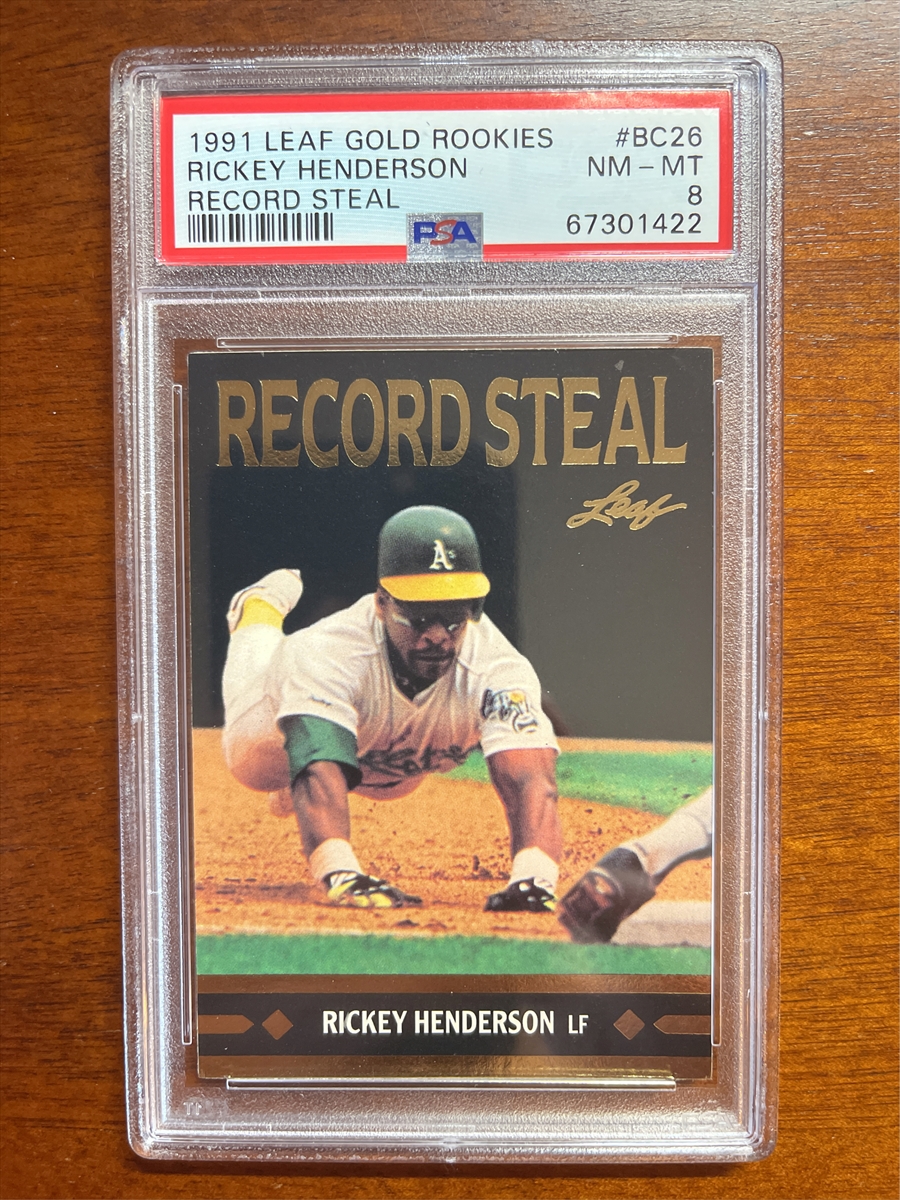 1991 LEAF GOLD ROOKIES #BC26
RICKEY HENDERSON NM – MT
RECORD STEAL 8
PSA 67301422
RECORD STEAL
Leaf
A's
RICKEY HENDERSON LF